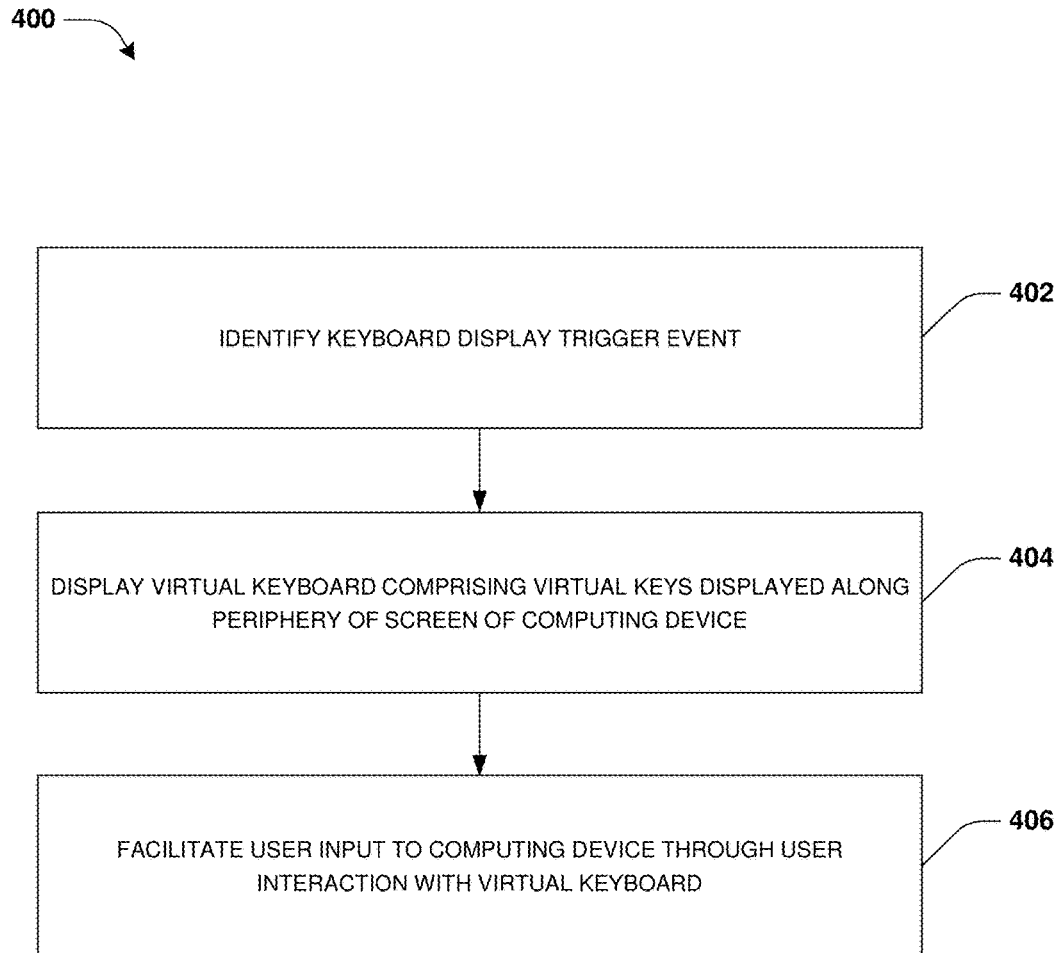 400
IDENTIFY KEYBOARD DISPLAY TRIGGER EVENT
402
DISPLAY VIRTUAL KEYBOARD COMPRISING VIRTUAL KEYS DISPLAYED ALONG
PERIPHERY OF SCREEN OF COMPUTING DEVICE
404
FACILITATE USER INPUT TO COMPUTING DEVICE THROUGH USER
INTERACTION WITH VIRTUAL KEYBOARD
406